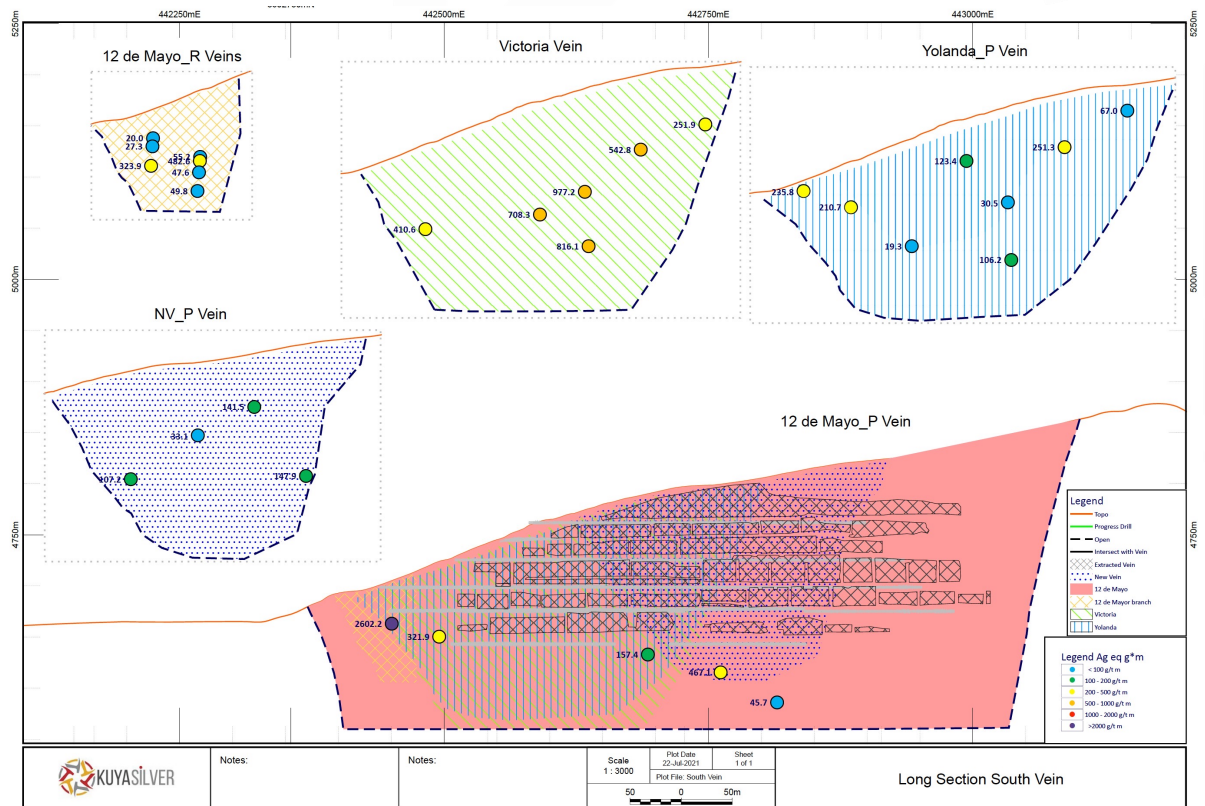 442250mE
442500mE
442750mE
443000mE
5250m
5250m
12 de Mayo_R Veins
Victoria Vein
Yolanda_P Vein
20.0
27.3
323.9
482.6
47.6
49.8
251.9
542.8
977.2
708.3
410.6
816.1
67.0
251.3
123.4
235.8
210.7
30.5
19.3
106.2
5000m
5000m
NV_P Vein
141.5
33.1
107.2
147.9
12 de Mayo_P Vein
4750m
4750m
2602.2
321.9
157.4
467.1
45.7
Legend
Topo
Progress Drill
Open
Intersect with Vein
Extracted Vein
New Vein
12 de Mayo
12 de Mayor branch
Victoria
Yolanda
Legend Ag eq g*m
<100 g/t m
100 - 200 g/t m
200 - 500 g/t m
500 - 1000 g/t m
1000 - 2000 g/t m
>2000 g/t m
KUYASILVER
Notes:
Notes:
Scale
1 : 3000
Plot Date
22-Jul-2021
Sheet
1 of 1
Plot File: South Vein
50 0 50m
Long Section South Vein